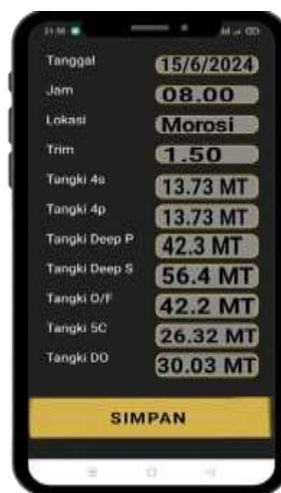 Tanggal 15/6/2024
Jam 08.00
Lokasi Morosi
Trim 1.50
Tangki 4s 13.73 MT
Tangki 4p 13.73 MT
Tangki Deep P 42.3 MT
Tangki Deep S 56.4 MT
Tangki O/F 42.2 MT
Tangki 5C 26.32 MT
Tangki DO 30.03 MT
SIMPAN